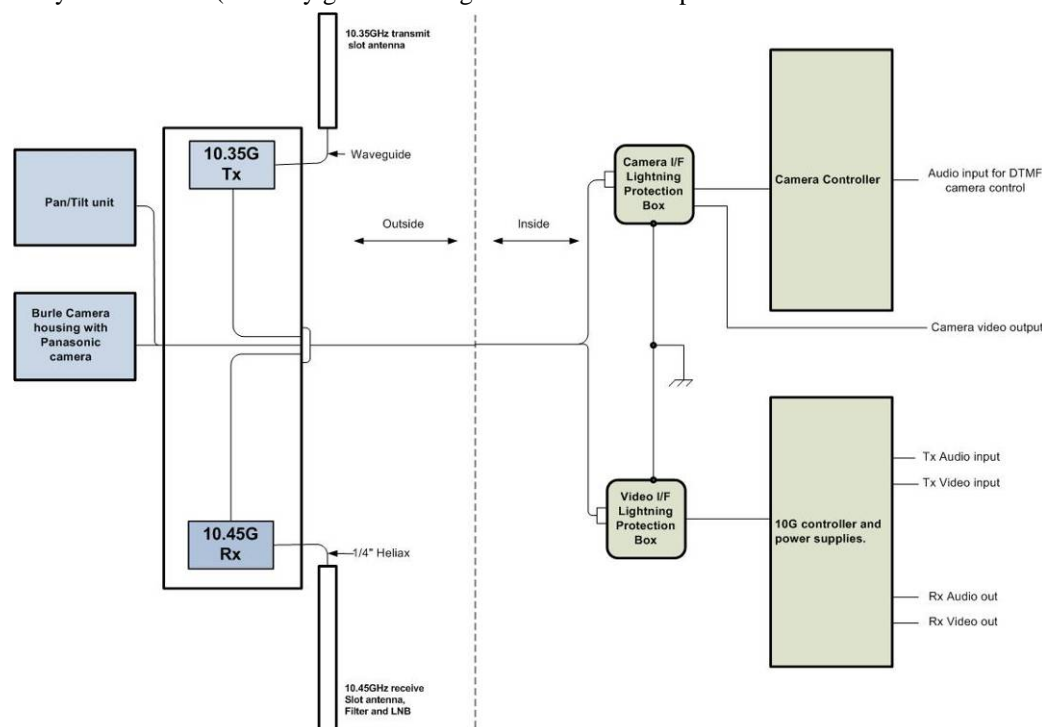 10.35GHz transmit
slot antenna
10.35G
Tx
Waveguide
Pan/Tilt unit
Outside
Inside
Burle Camera
housing with
Panasonic
camera
10.45G
Rx
1/4" Heliax
10.45GHz receive
Slot antenna,
Filter and LNB
Camera I/F
Lightning
Protection
Box
Camera Controller
Audio input for DTMF
camera control
Camera video output
Video I/F
Lightning
Protection
Box
10G controller and
power supplies.
Tx Audio input
Tx Video input
Rx Audio out
Rx Video out